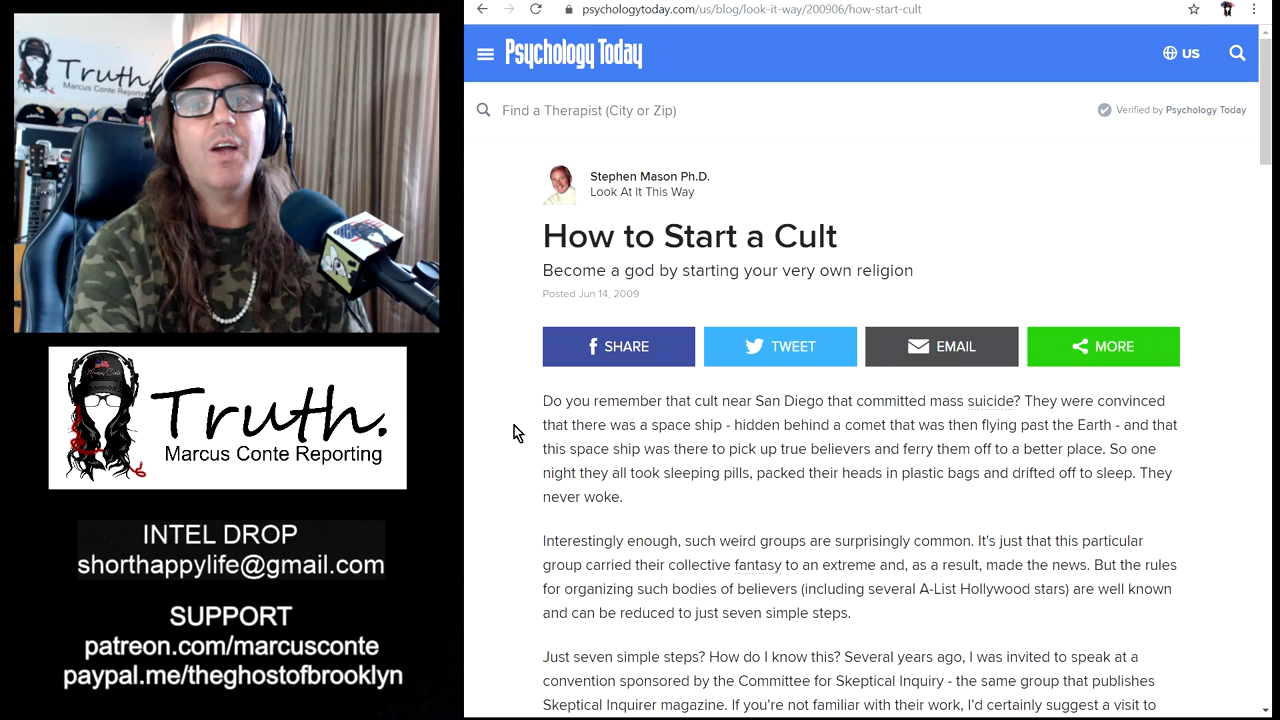 Truth.
Marcus Conte Reporting
Truth.
Marcus Conte Reporting
INTEL DROP
shorthappylife@gmail.com
SUPPORT
patreon.com/marcusconte
paypal.me/theghostofbrooklyn
psychologytoday.com/us/blog/look-it-way/200906/how-start-cult
Psychology Today
US
Find a Therapist (City or Zip)
Verified by Psychology Today
Stephen Mason Ph.D.
Look At It This Way
How to Start a Cult
Become a god by starting your very own religion
Posted Jun 14, 2009
SHARE
TWEET
EMAIL
MORE
Do you remember that cult near San Diego that committed mass suicide? They were convinced
that there was a space ship - hidden behind a comet that was then flying past the Earth - and that
this space ship was there to pick up true believers and ferry them off to a better place. So one
night they all took sleeping pills, packed their heads in plastic bags and drifted off to sleep. They
never woke.
Interestingly enough, such weird groups are surprisingly common. It's just that this particular
group carried their collective fantasy to an extreme and, as a result, made the news. But the rules
for organizing such bodies of believers (including several A-List Hollywood stars) are well known
and can be reduced to just seven simple steps.
Just seven simple steps? How do I know this? Several years ago, I was invited to speak at a
convention sponsored by the Committee for Skeptical Inquiry - the same group that publishes
Skeptical Inquirer magazine. If you're not familiar with their work, I'd certainly suggest a visit to